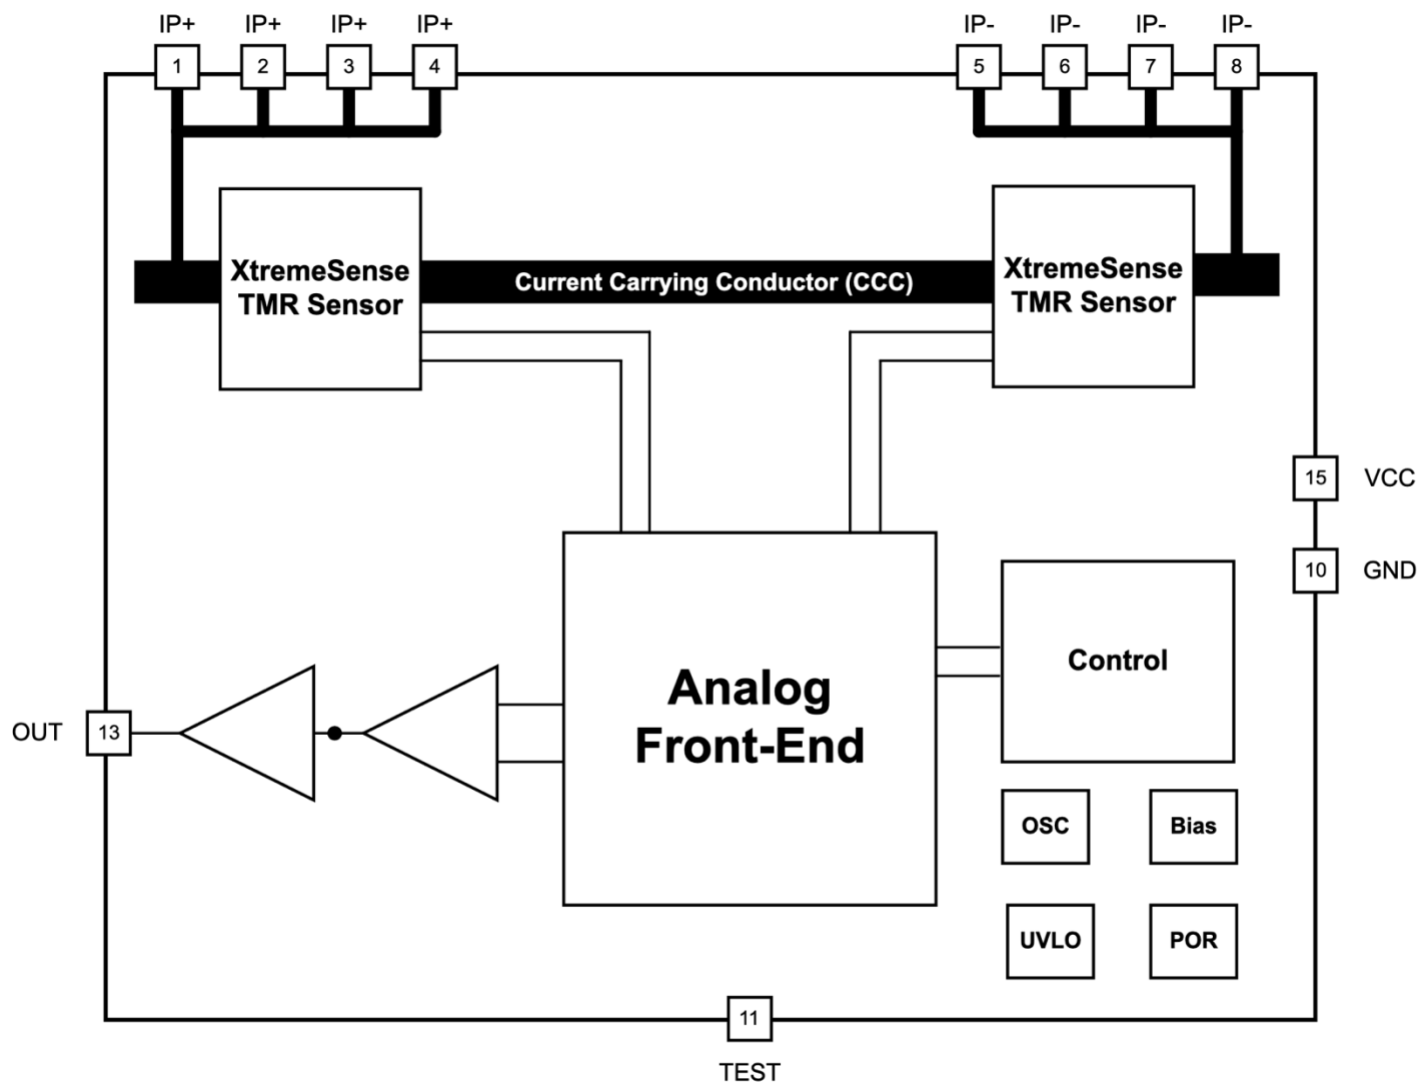 IP+ IP+ IP+ IP+ IP- IP- IP- IP-
1 2 3 4 5 6 7 8
XtremeSense
TMR Sensor
Current Carrying Conductor (CCC)
XtremeSense
TMR Sensor
15 VCC
10 GND
Control
Analog
Front-End
OUT 13
OSC Bias
UVLO POR
11
TEST